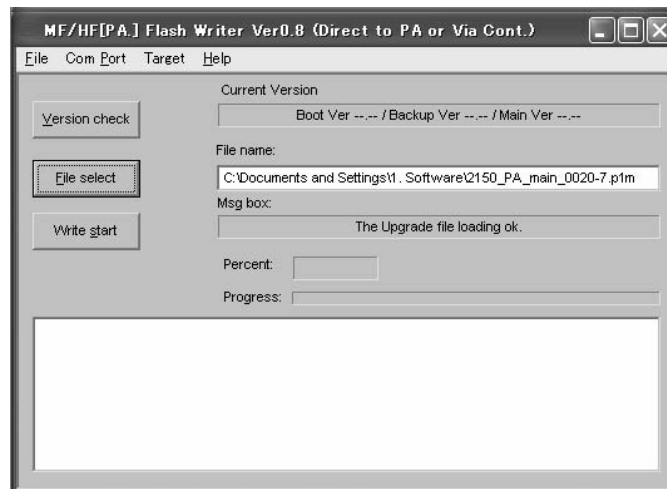 MF/HF[PA.] Flash Writer Ver0.8 (Direct to PA or Via Cont.)
File Com Port Target Help
Current Version
Version check
Boot Ver --.-- / Backup Ver --.-- / Main Ver --.--
File name:
File select
C:\Documents and Settings\1. Software\2150_PA_main_0020-7.p1m
Msg box:
Write start
The Upgrade file loading ok.
Percent:
Progress: